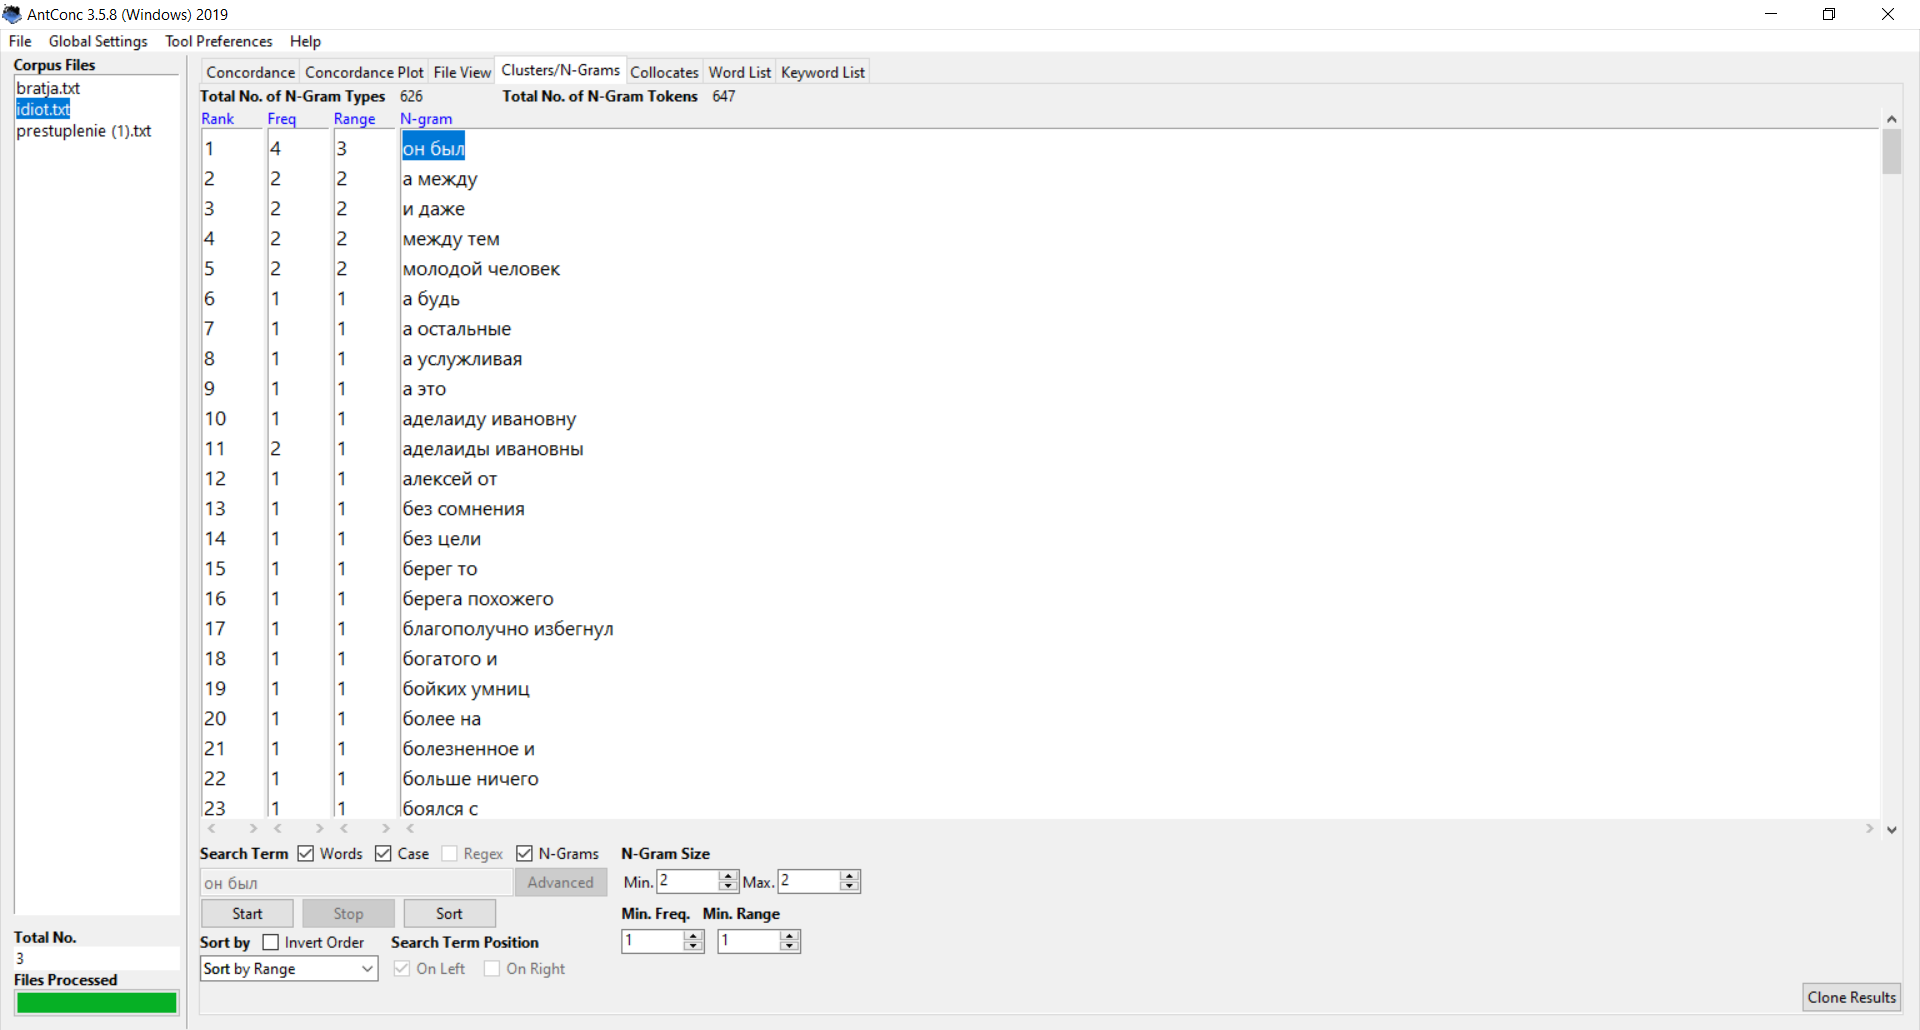 AntConc 3.5.8 (Windows) 2019
File Global Settings Tool Preferences Help
Corpus Files
bratja.txt
idiot.txt
prestuplenie (1).txt
Concordance Concordance Plot File View Clusters/N-Grams Collocates Word List Keyword List
Total No. of N-Gram Types 626 Total No. of N-Gram Tokens 647
Rank Freq Range N-gram
1 4 3 он был
2 2 2 а между
3 2 2 и даже
4 2 2 между тем
5 2 2 молодой человек
6 1 1 а будь
7 1 1 а остальные
8 1 1 а услужливая
9 1 1 а это
10 1 1 аделаиду ивановну
11 2 1 аделаиды ивановны
12 1 1 алексей от
13 1 1 без сомнения
14 1 1 без цели
15 1 1 берег то
16 1 1 берега похожего
17 1 1 благополучно избегнул
18 1 1 богатого и
19 1 1 бойких умниц
20 1 1 более на
21 1 1 болезненное и
22 1 1 больше ничего
23 1 1 боялся с
Search Term Words Case Regex N-Grams N-Gram Size
он был Advanced Min. 2 Max. 2
Start Stop Sort Min. Freq. Min. Range
Sort by Invert Order Search Term Position 1 1
Sort by Range On Left On Right
Total No.
3
Files Processed
Clone Results